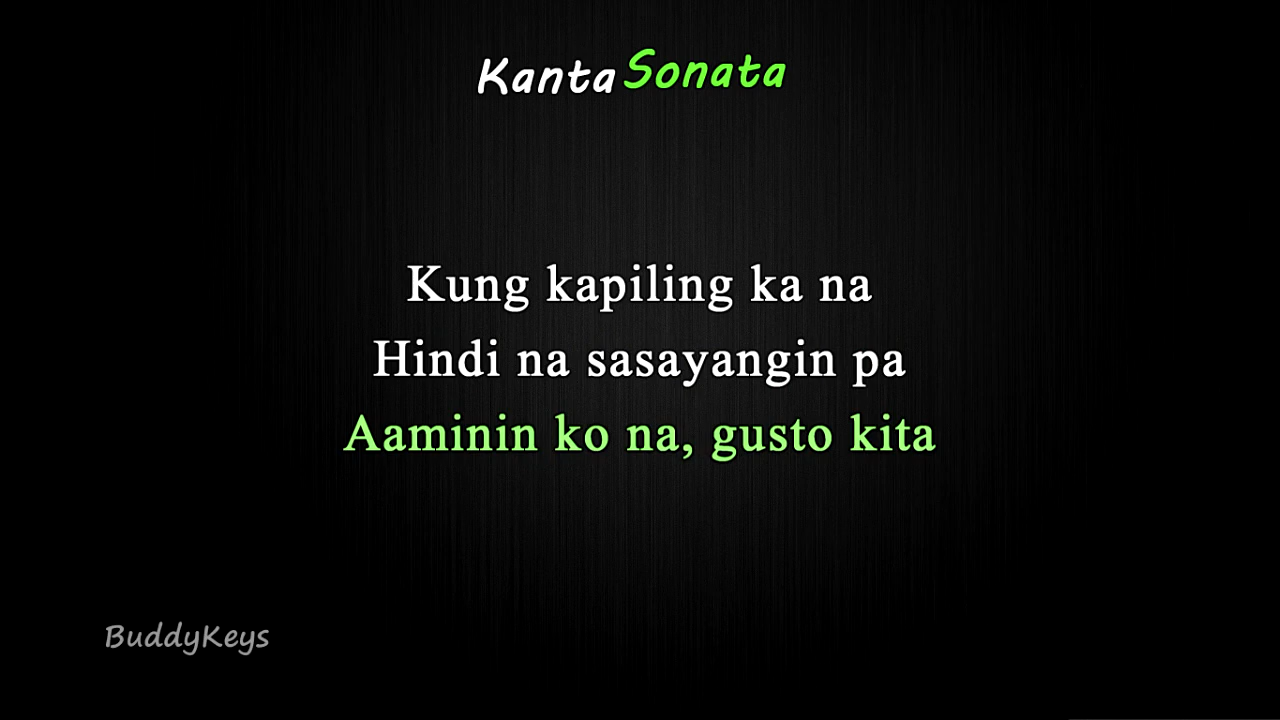 Kanta Sonata
Kung kapiling ka na
Hindi na sasayangin pa
Aaminin ko na, gusto kita
BuddyKeys